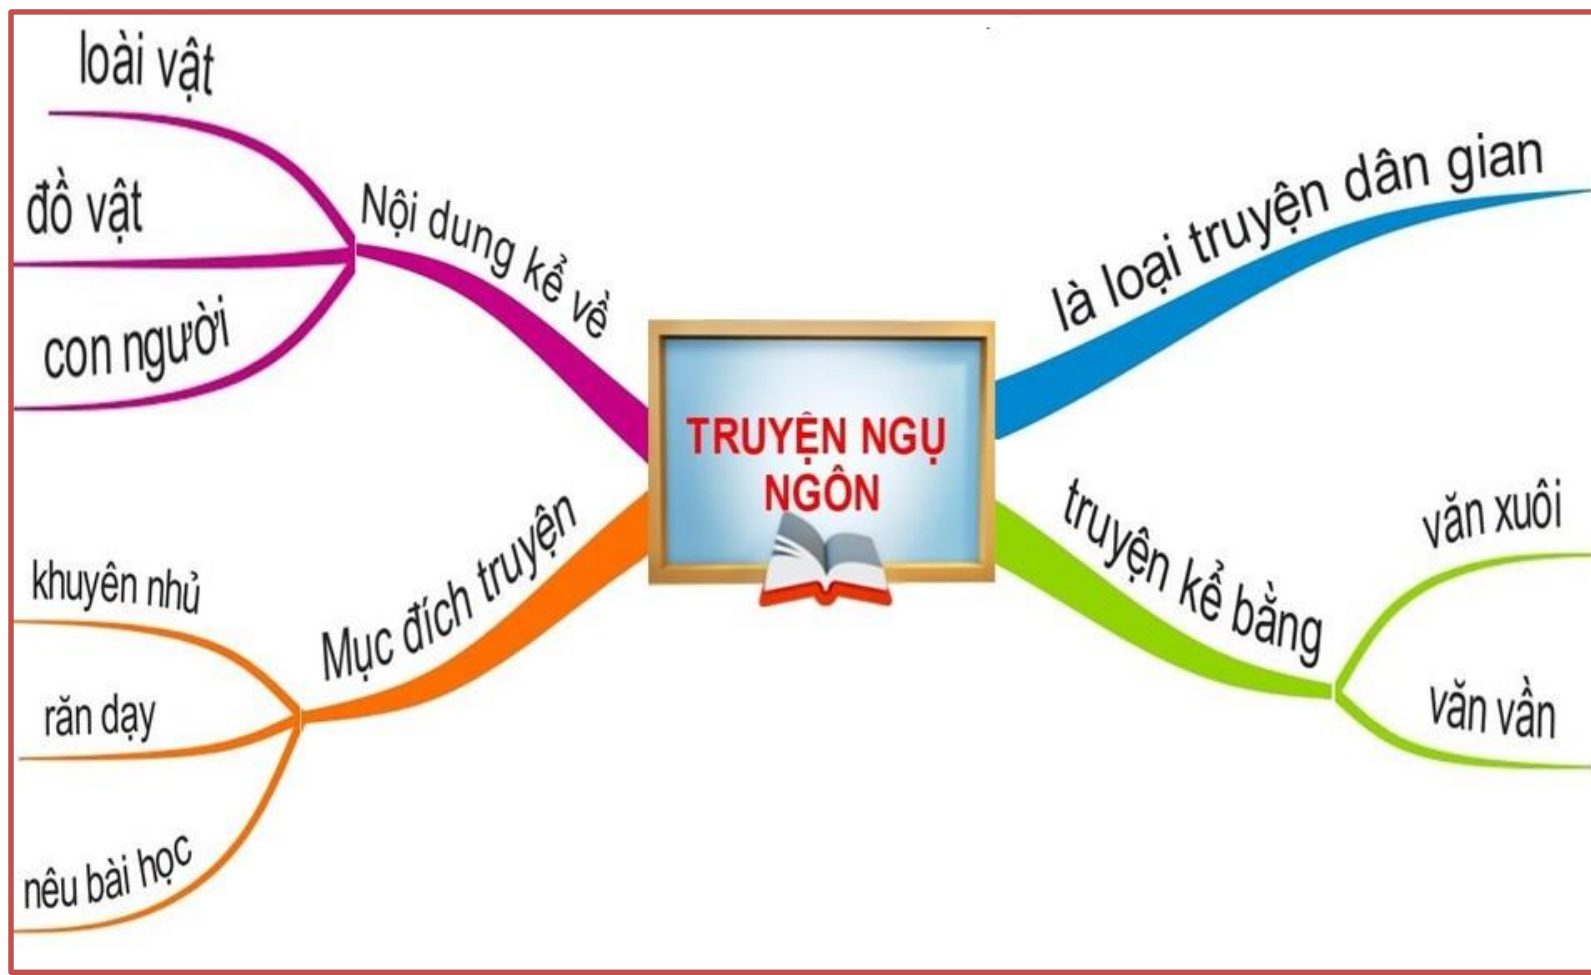 TRUYỆN NGỤ
NGÔN
là loại truyện dân gian
truyện kể bằng
văn xuôi
văn vần
Nội dung kể về
loài vật
đồ vật
con người
Mục đích truyện
khuyên nhủ
răn dạy
nêu bài học